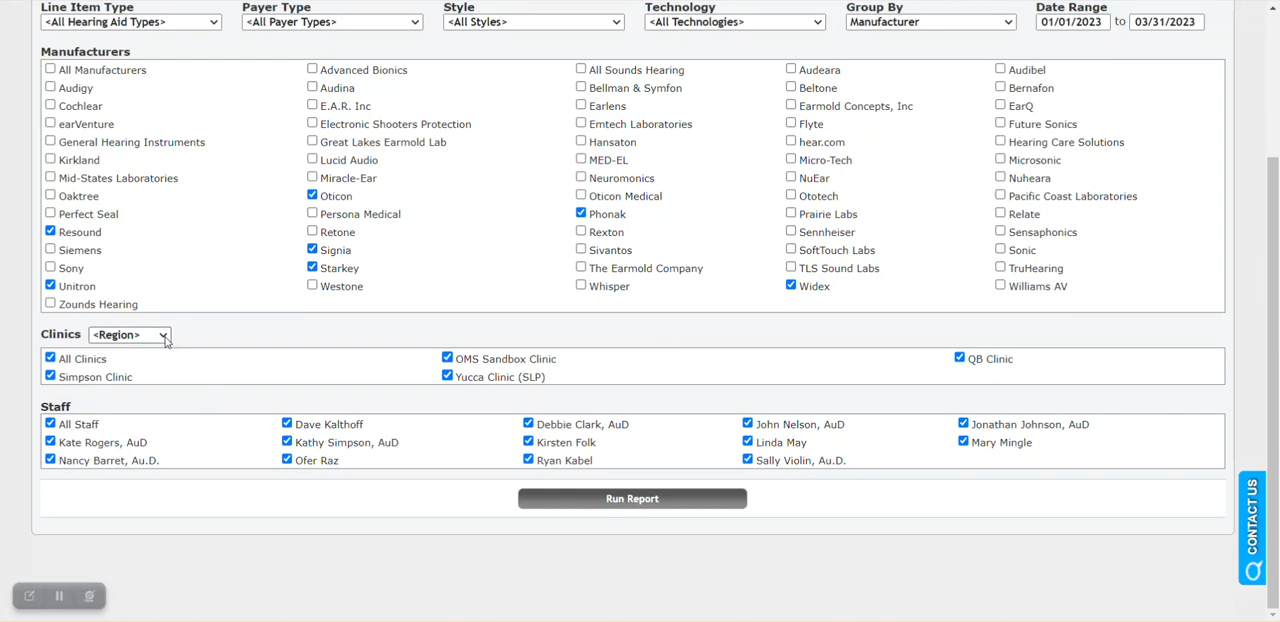 Line Item Type Payer Type Style Technology Group By Date Range
<All Hearing Aid Types> <All Payer Types> <All Styles> <All Technologies> Manufacturer 01/01/2023 to 03/31/2023
Manufacturers
All Manufacturers Advanced Bionics All Sounds Hearing Audeara Audibel
Audigy Audina Bellman & Symfon Beltone Bernafon
Cochlear E.A.R. Inc Earlens Earmold Concepts, Inc EarQ
earVenture Electronic Shooters Protection Emtech Laboratories Flyte Future Sonics
General Hearing Instruments Great Lakes Earmold Lab Hansaton hear.com Hearing Care Solutions
Kirkland Lucid Audio MED-EL Micro-Tech Microsonic
Mid-States Laboratories Miracle-Ear Neuromonics NuEar Nuheara
Oaktree Oticon Oticon Medical Ototech Pacific Coast Laboratories
Perfect Seal Persona Medical Phonak Prairie Labs Relate
Resound Retone Rexton Sennheiser Sensaphonics
Siemens Signia Sivantos SoftTouch Labs Sonic
Sony Starkey The Earmold Company TLS Sound Labs TruHearing
Unitron Westone Whisper Widex Williams AV
Zounds Hearing
Clinics <Region>
All Clinics OMS Sandbox Clinic QB Clinic
Simpson Clinic Yucca Clinic (SLP)
Staff
All Staff Dave Kalthoff Debbie Clark, AuD John Nelson, AuD Jonathan Johnson, AuD
Kate Rogers, AuD Kathy Simpson, AuD Kirsten Folk Linda May Mary Mingle
Nancy Barret, Au.D. Ofer Raz Ryan Kabel Sally Violin, Au.D.
Run Report
CONTACT US